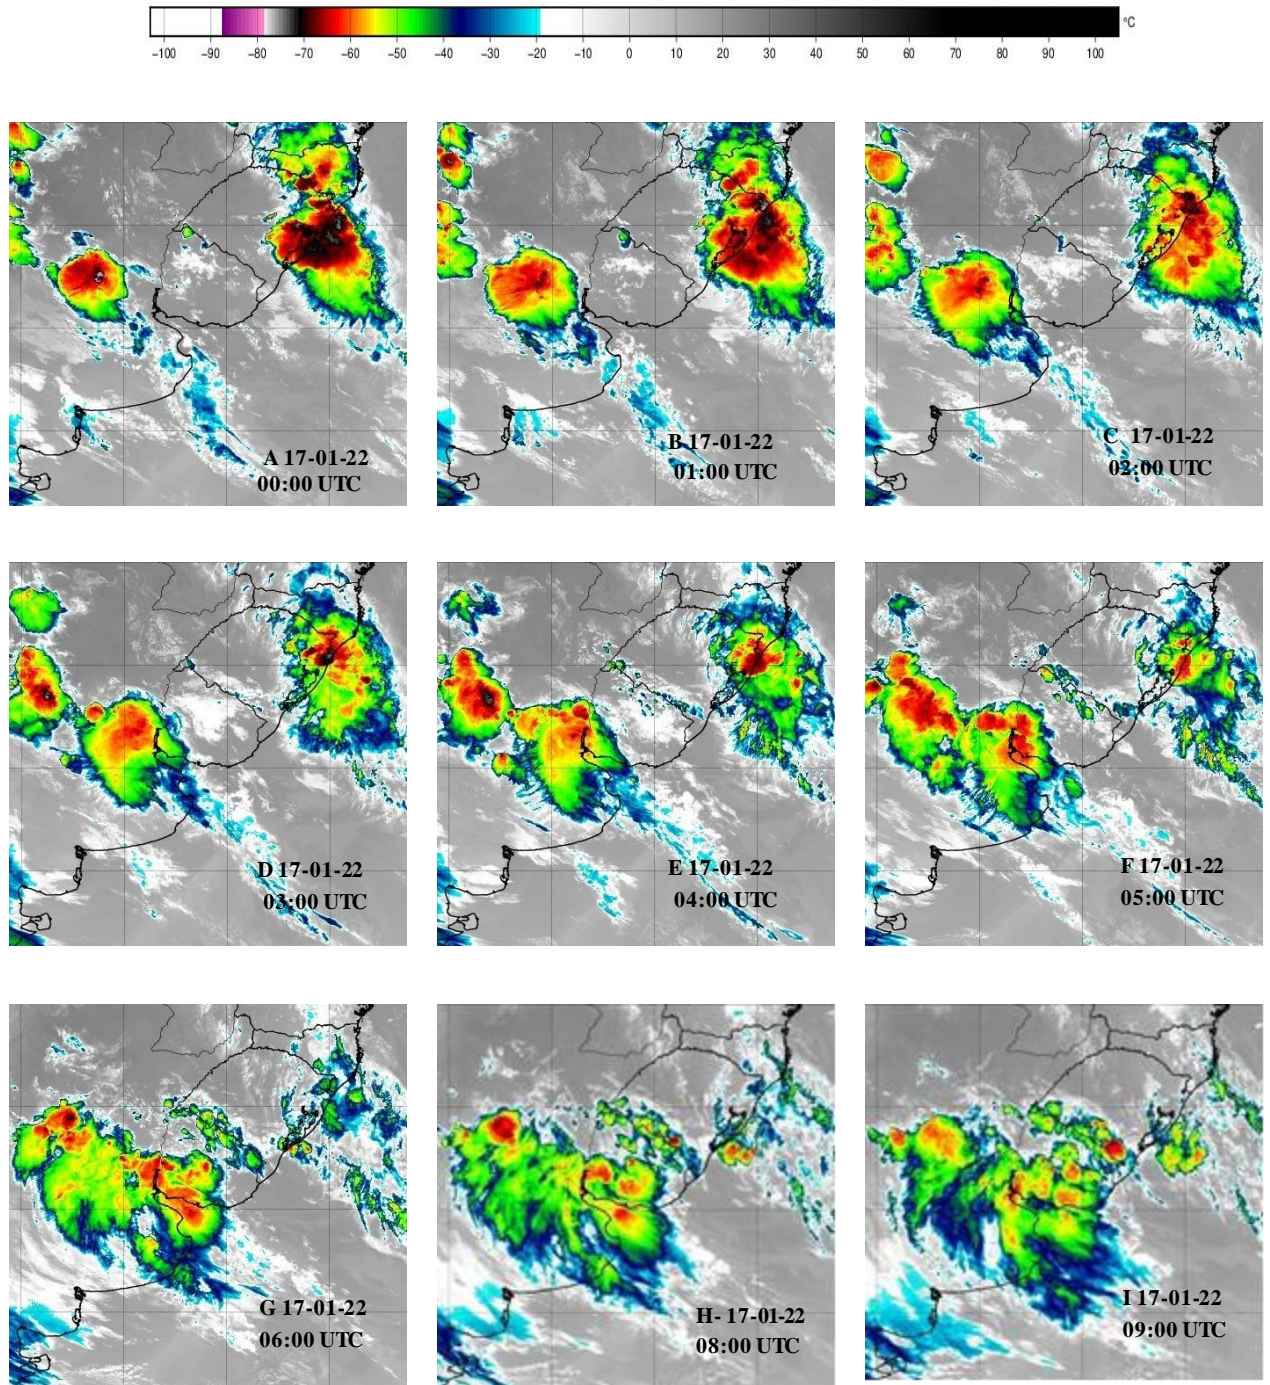 °C
−100 −90 −80 −70 −60 −50 −40 −30 −20 −10 0 10 20 30 40 50 60 70 80 90 100
A 17-01-22
00:00 UTC
B 17-01-22
01:00 UTC
C 17-01-22
02:00 UTC
D 17-01-22
03:00 UTC
E 17-01-22
04:00 UTC
F 17-01-22
05:00 UTC
G 17-01-22
06:00 UTC
H- 17-01-22
08:00 UTC
I 17-01-22
09:00 UTC